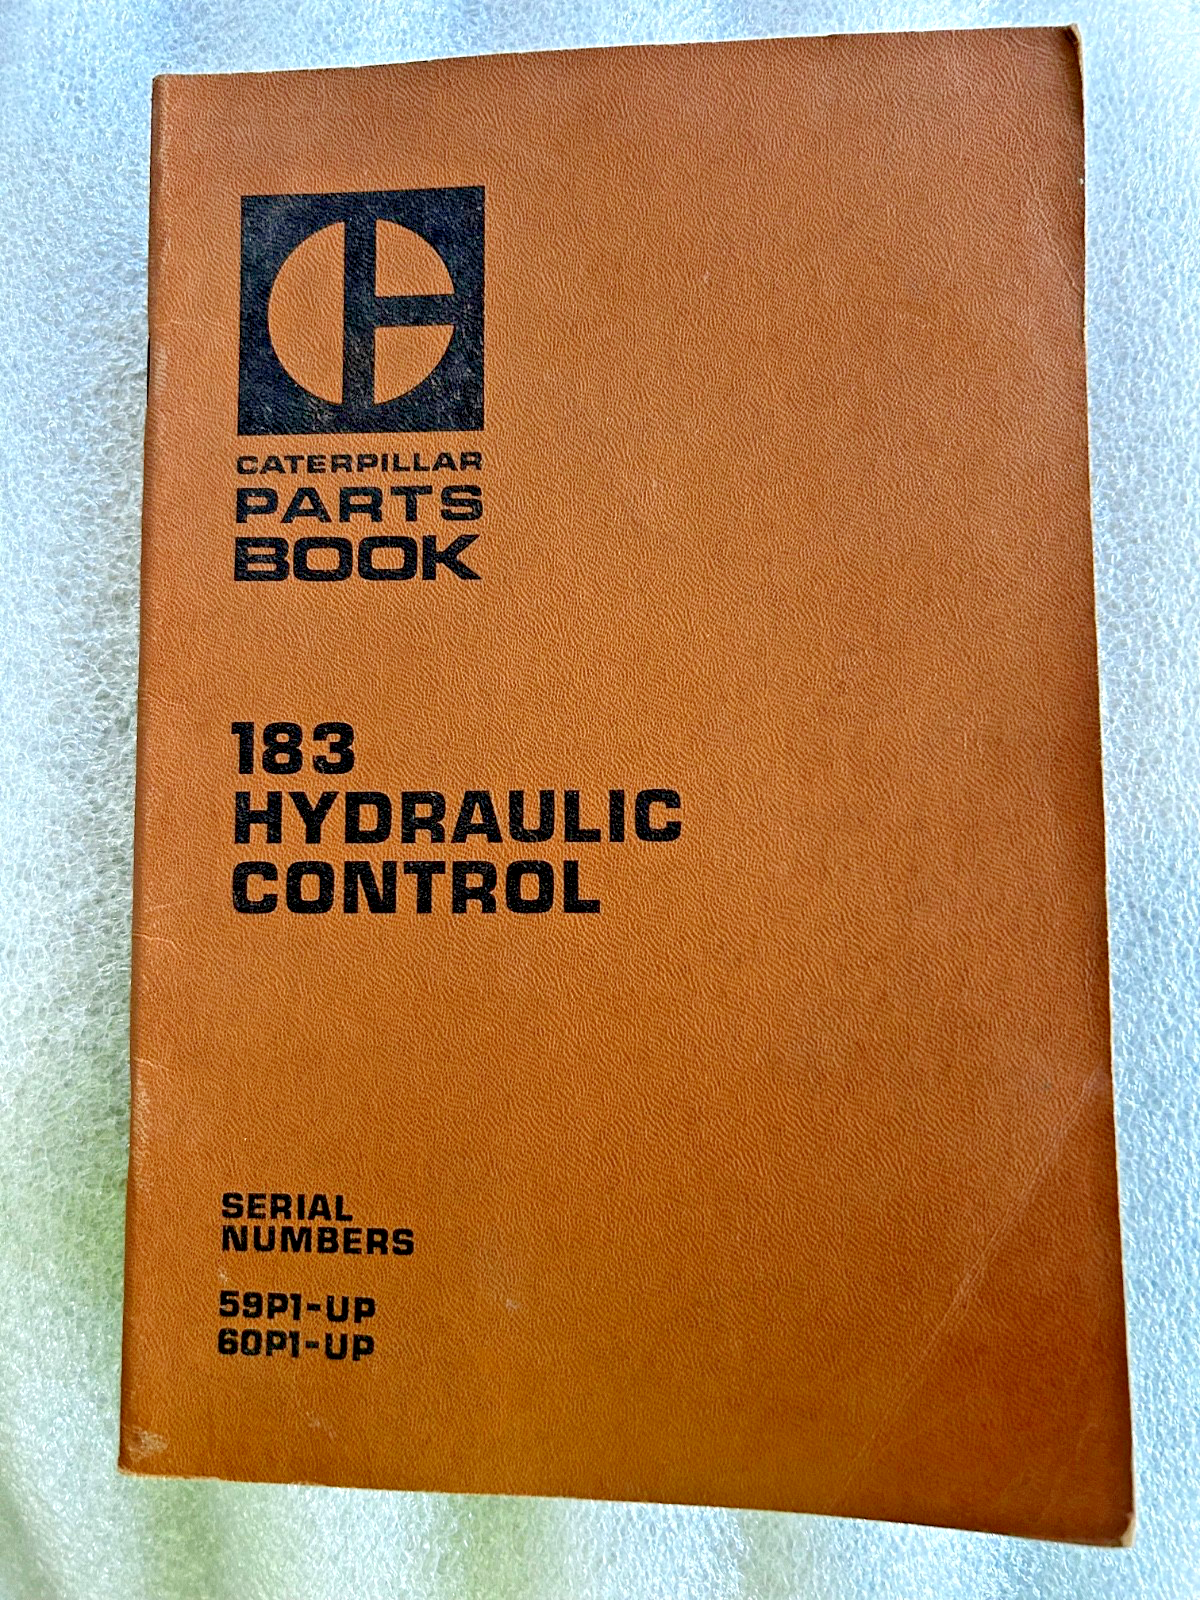 CATERPILLAR
PARTS
BOOK
183
HYDRAULIC
CONTROL
SERIAL
NUMBERS
59P1-UP
60P1-UP